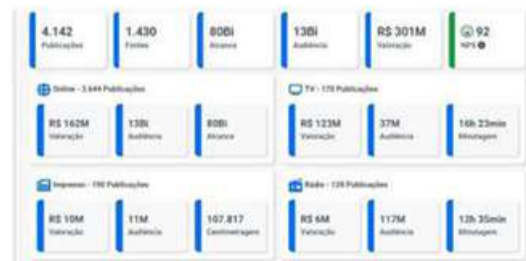 4.142 1.430 80Bi 13Bi R$ 301M 92
Publicações Fontes Alcance Audiência Valoração NPS
Online - 3.644 Publicações
TV - 170 Publicações
R$ 162M 13Bi 80Bi
Valoração Audiência Alcance
R$ 123M 37M 16h 23min
Valoração Audiência Minutagem
Impresso - 190 Publicações
Rádio - 138 Publicações
R$ 10M 11M 107.817
Valoração Audiência Centimetragem
R$ 6M 117M 12h 35min
Valoração Audiência Minutagem